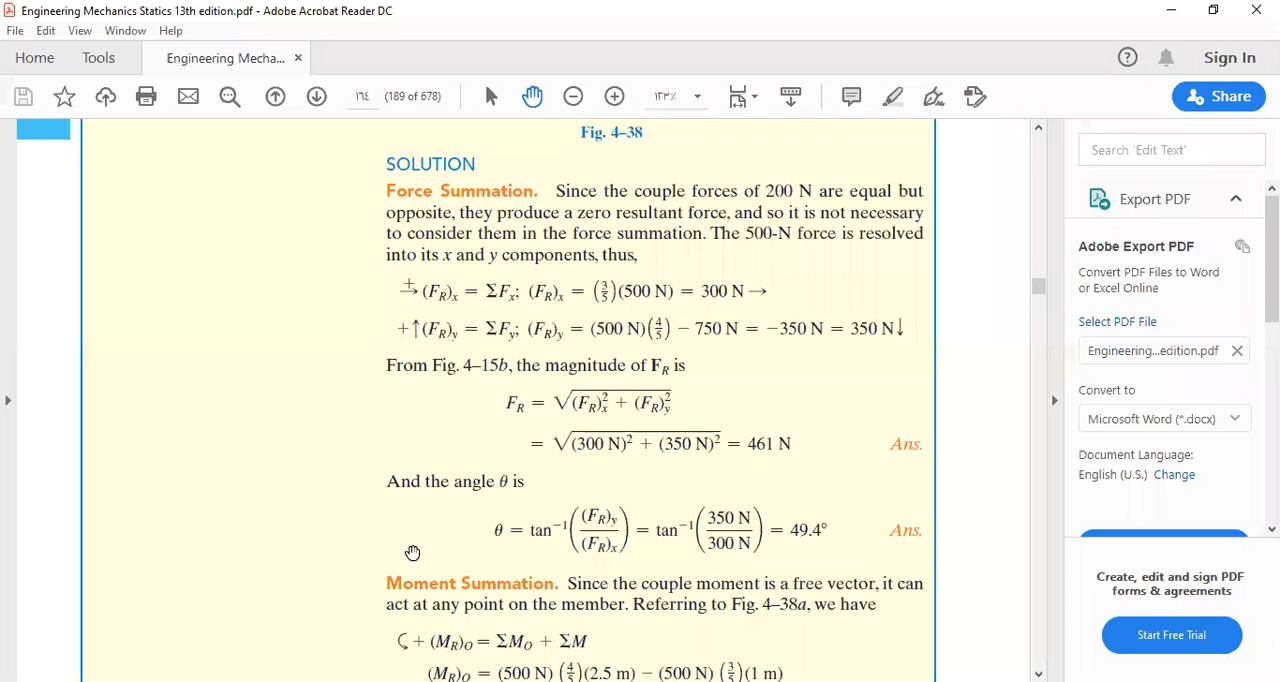 Engineering Mechanics Statics 13th edition.pdf - Adobe Acrobat Reader DC
File Edit View Window Help
Home Tools Engineering Mecha... × Sign In
١٦٤ (189 of 678) ١٢٣٪ Share
Fig. 4–38
SOLUTION
Force Summation. Since the couple forces of 200 N are equal but
opposite, they produce a zero resultant force, and so it is not necessary
to consider them in the force summation. The 500-N force is resolved
into its x and y components, thus,
+→ (F_R)_x = ΣF_x; (F_R)_x = (3/5)(500 N) = 300 N →
+↑(F_R)_y = ΣF_y; (F_R)_y = (500 N)(4/5) − 750 N = −350 N = 350 N↓
From Fig. 4–15b, the magnitude of F_R is
F_R = √((F_R)_x² + (F_R)_y²)
= √((300 N)² + (350 N)²) = 461 N Ans.
And the angle θ is
θ = tan⁻¹((F_R)_y/(F_R)_x) = tan⁻¹(350 N/300 N) = 49.4° Ans.
Moment Summation. Since the couple moment is a free vector, it can
act at any point on the member. Referring to Fig. 4–38a, we have
↺+ (M_R)_O = ΣM_O + ΣM
(M_R)_O = (500 N)(4/5)(2.5 m) − (500 N)(3/5)(1 m)
Search 'Edit Text'
Export PDF
Adobe Export PDF
Convert PDF Files to Word
or Excel Online
Select PDF File
Engineering...edition.pdf ×
Convert to
Microsoft Word (*.docx)
Document Language:
English (U.S.) Change
Create, edit and sign PDF
forms & agreements
Start Free Trial